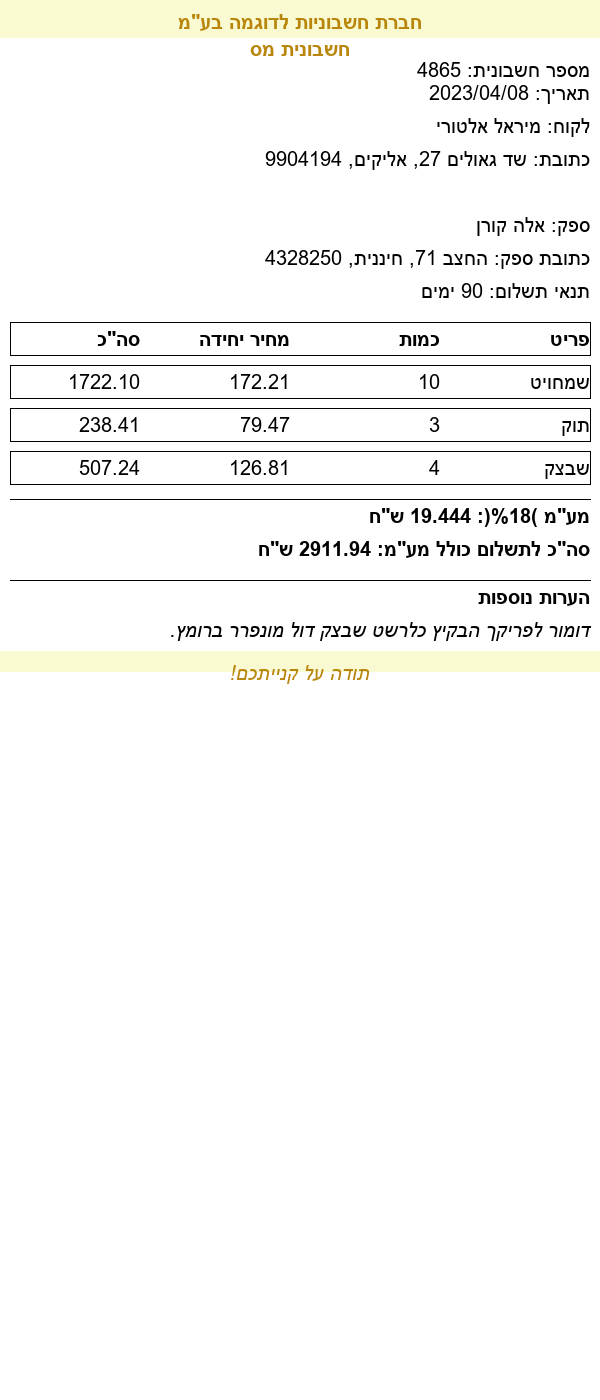 חברת חשבוניות לדוגמה בע"מ
חשבונית מס
מספר חשבונית: 4865
תאריך: 2023/04/08
לקוח: מיראל אלטורי
כתובת: שד גאולים 27, אליקים, 9904194
ספק: אלה קורן
כתובת ספק: החצב 71, חיננית, 4328250
תנאי תשלום: 90 ימים
פריט כמות מחיר יחידה סה"כ
שמחויט 10 172.21 1722.10
תוק 3 79.47 238.41
שבצק 4 126.81 507.24
מע"מ )18%(: 19.444 ש"ח
סה"כ לתשלום כולל מע"מ: 2911.94 ש"ח
הערות נוספות
דומור לפריקך הבקיץ כלרשט שבצק דול מונפרר ברומץ.
תודה על קנייתכם!